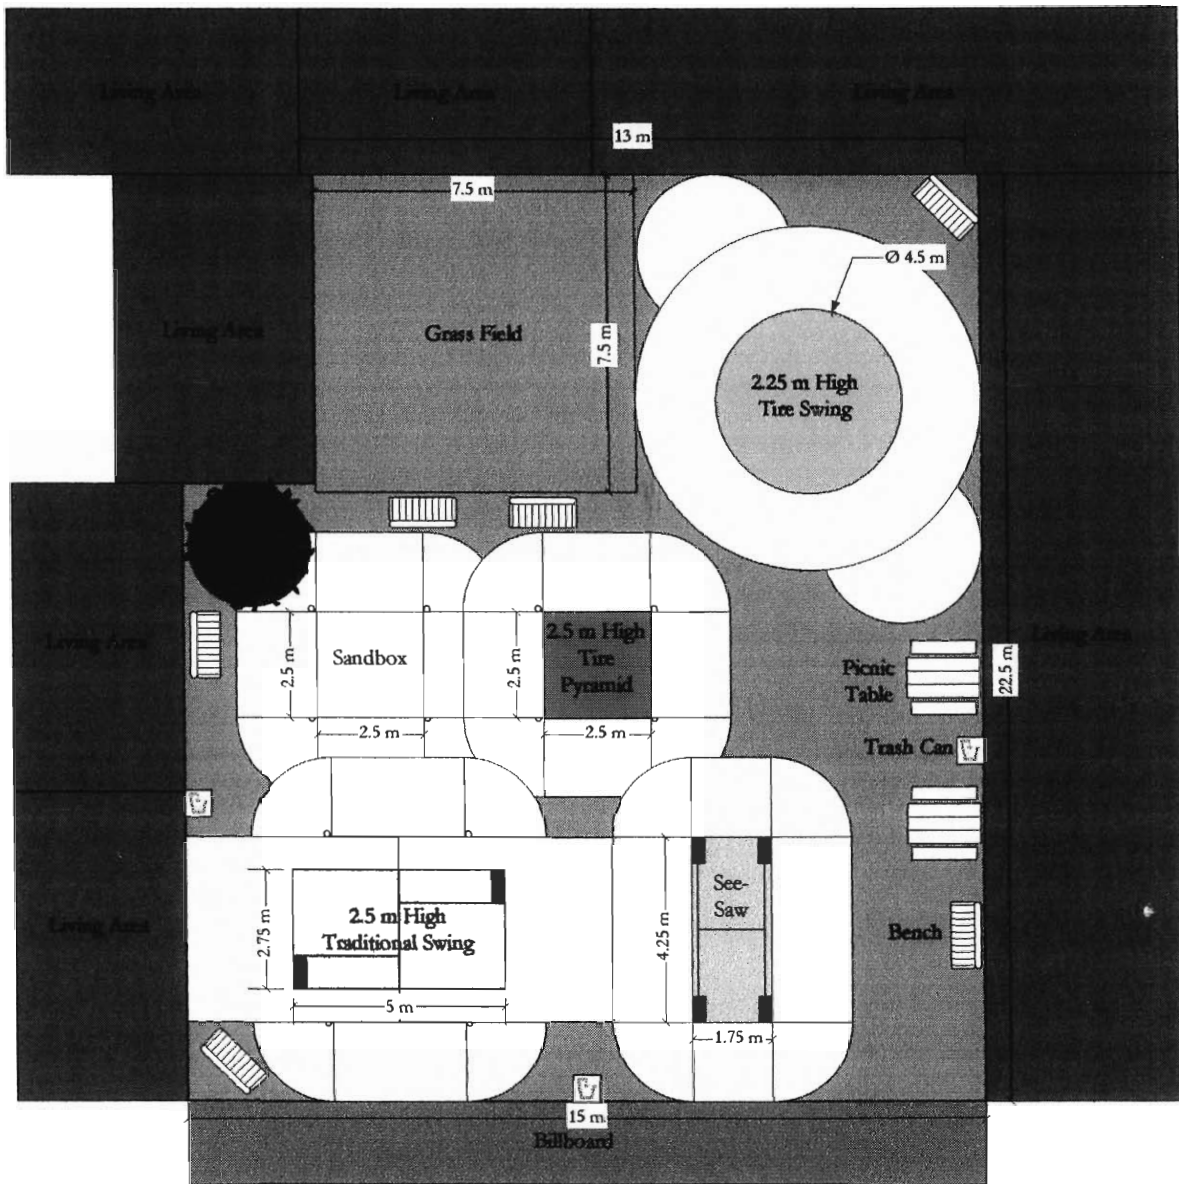 Living Area
Living Area
Living Area
13 m
7.5 m
Ø 4.5 m
Living Area
Grass Field
7.5 m
2.25 m High
Tire Swing
Living Area
Sandbox
2.5 m
2.5 m
2.5 m High
Tire
Pyramid
2.5 m
2.5 m
Living Area
22.5 m
Picnic
Table
Trash Can
See-
Saw
4.25 m
1.75 m
Living Area
2.75 m
2.5 m High
Traditional Swing
5 m
Bench
15 m
Billboard